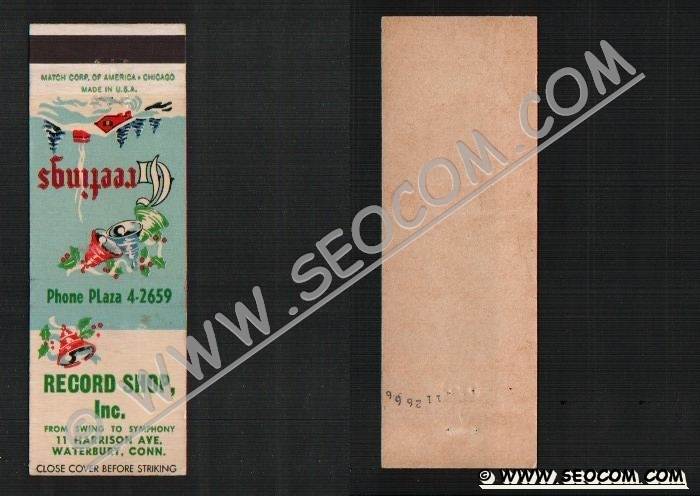 MATCH CORP. OF AMERICA • CHICAGO
MADE IN U.S.A.
Greetings
Phone PLaza 4-2659
RECORD SHOP,
Inc.
FROM SWING TO SYMPHONY
11 HARRISON AVE.
WATERBURY, CONN.
CLOSE COVER BEFORE STRIKING
© WWW.SEOCOM.COM
© WWW.SEOCOM.COM